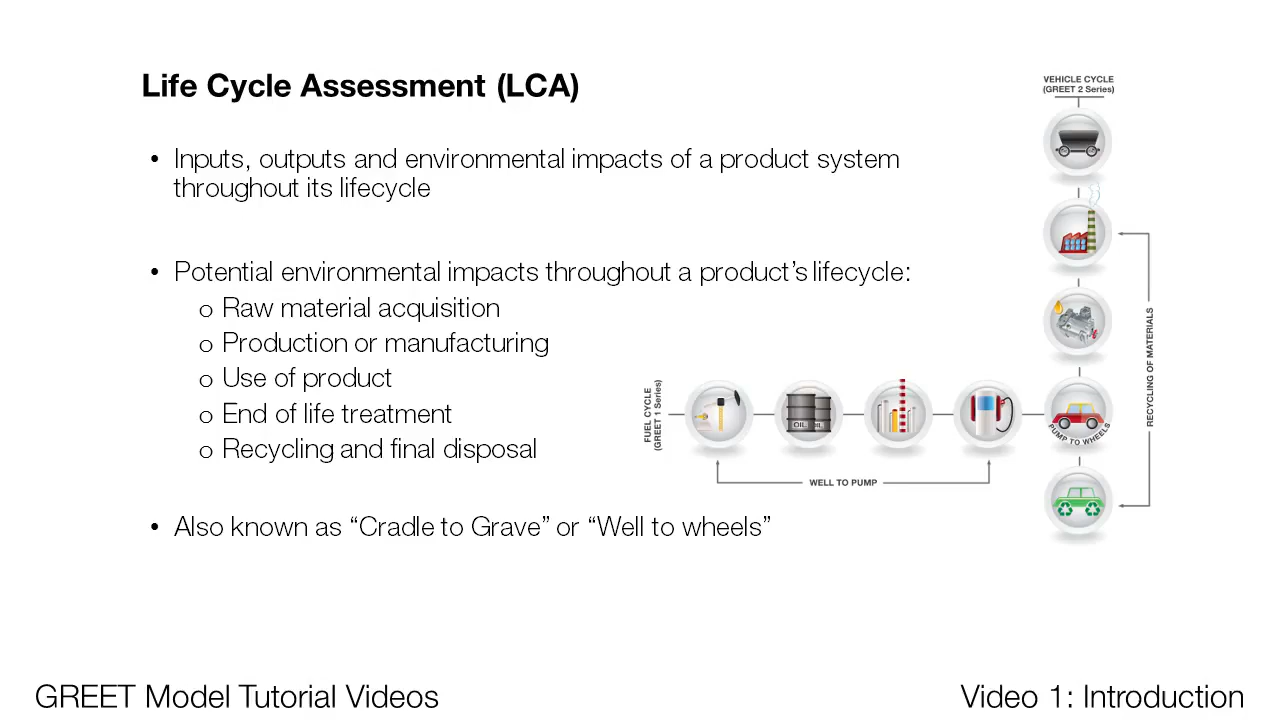 Life Cycle Assessment (LCA)
• Inputs, outputs and environmental impacts of a product system
throughout its lifecycle
• Potential environmental impacts throughout a product’s lifecycle:
o Raw material acquisition
o Production or manufacturing
o Use of product
o End of life treatment
o Recycling and final disposal
• Also known as “Cradle to Grave” or “Well to wheels”
VEHICLE CYCLE
(GREET 2 Series)
RECYCLING OF MATERIALS
FUEL CYCLE
(GREET 1 Series)
OIL OIL
PUMP TO WHEELS
WELL TO PUMP
GREET Model Tutorial Videos
Video 1: Introduction